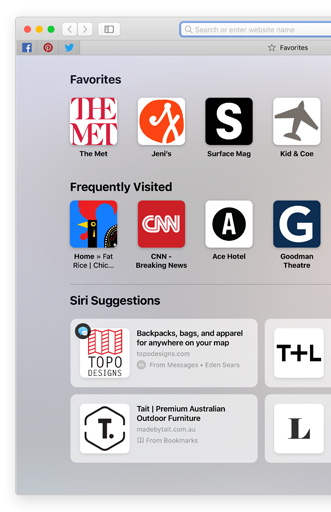 Search or enter website name
Favorites
Favorites
THE
MET
S
The Met
Jeni's
Surface Mag
Kid & Coe
Frequently Visited
CNN
A
G
Home » Fat
Rice | Chic...
CNN -
Breaking News
Ace Hotel
Goodman
Theatre
Siri Suggestions
TOPO
DESIGNS
Backpacks, bags, and apparel
for anywhere on your map
topodesigns.com
From Messages • Eden Sears
T+L
T.
Tait | Premium Australian
Outdoor Furniture
madebytait.com.au
From Bookmarks
L